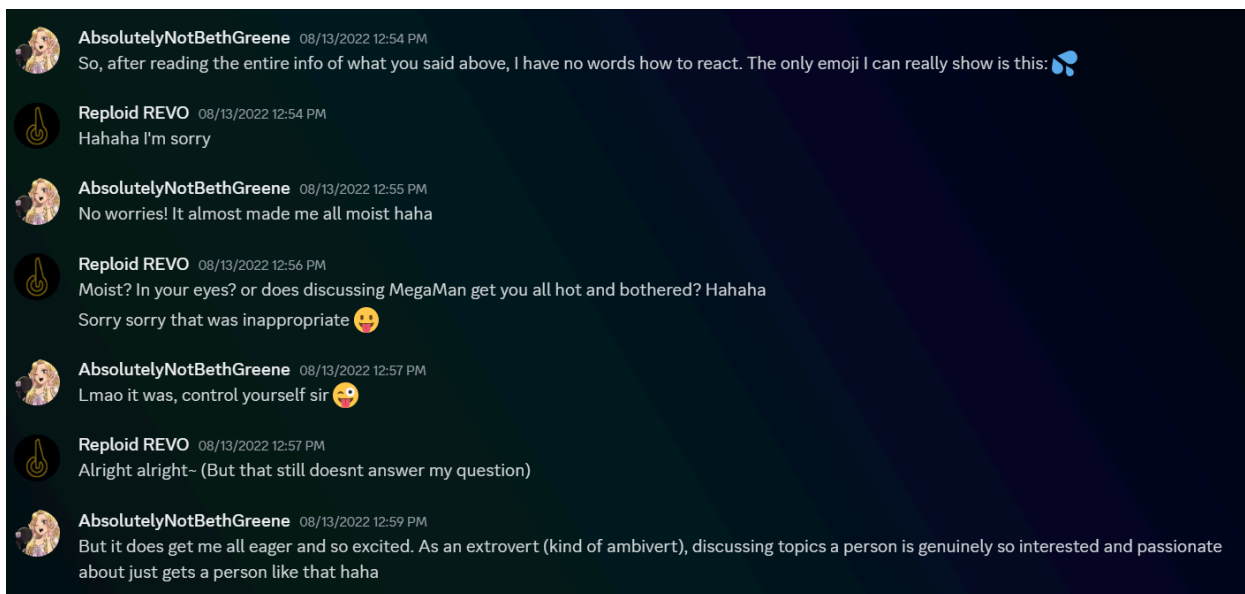 AbsolutelyNotBethGreene 08/13/2022 12:54 PM
So, after reading the entire info of what you said above, I have no words how to react. The only emoji I can really show is this: 💦
Reploid REVO 08/13/2022 12:54 PM
Hahaha I'm sorry
AbsolutelyNotBethGreene 08/13/2022 12:55 PM
No worries! It almost made me all moist haha
Reploid REVO 08/13/2022 12:56 PM
Moist? In your eyes? or does discussing MegaMan get you all hot and bothered? Hahaha
Sorry sorry that was inappropriate 😛
AbsolutelyNotBethGreene 08/13/2022 12:57 PM
Lmao it was, control yourself sir 😜
Reploid REVO 08/13/2022 12:57 PM
Alright alright~ (But that still doesnt answer my question)
AbsolutelyNotBethGreene 08/13/2022 12:59 PM
But it does get me all eager and so excited. As an extrovert (kind of ambivert), discussing topics a person is genuinely so interested and passionate
about just gets a person like that haha